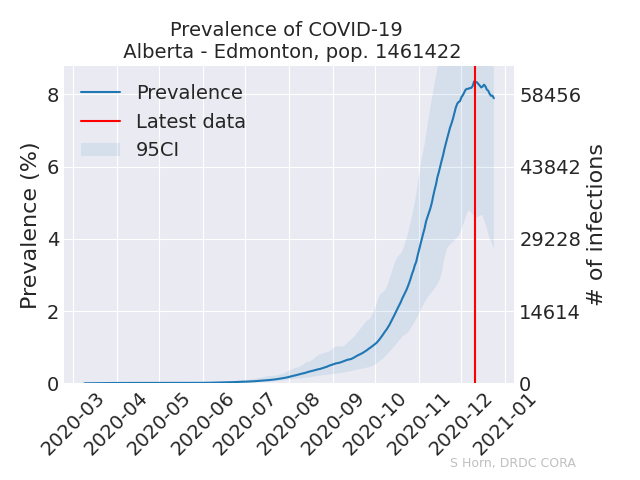 Prevalence of COVID-19
Alberta - Edmonton, pop. 1461422
Prevalence
Latest data
95CI
Prevalence (%)
8
6
4
2
0
58456
43842
29228
14614
0
# of infections
2020-03
2020-04
2020-05
2020-06
2020-07
2020-08
2020-09
2020-10
2020-11
2020-12
2021-01
S Horn, DRDC CORA